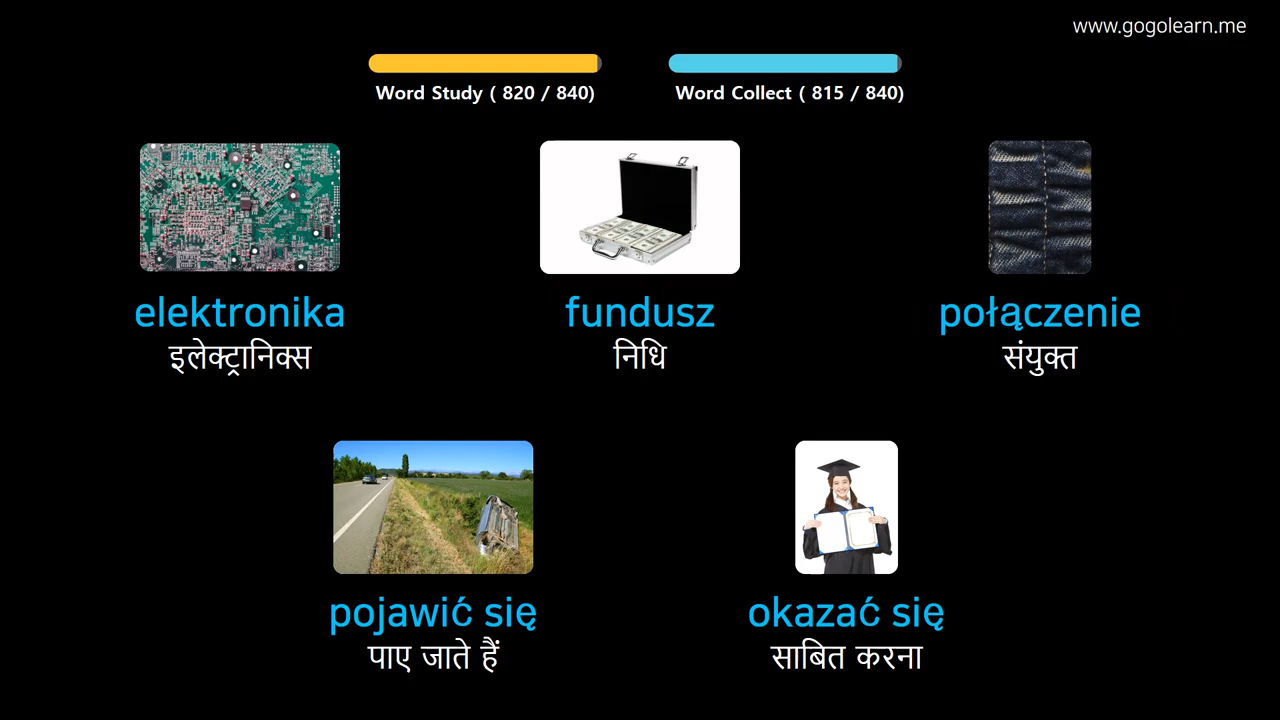 www.gogolearn.me
Word Study ( 820 / 840)
Word Collect ( 815 / 840)
elektronika
इलेक्ट्रानिक्स
fundusz
निधि
połączenie
संयुक्त
pojawić się
पाए जाते हैं
okazać się
साबित करना